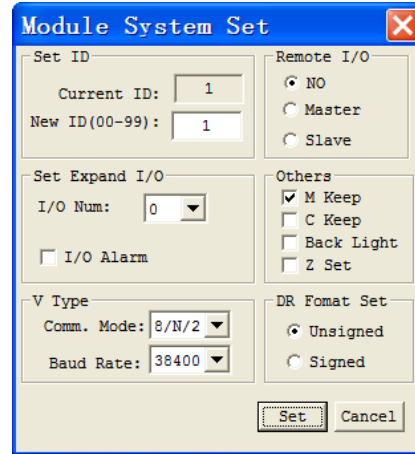 Module System Set
Set ID
Current ID: 1
New ID(00-99): 1
Remote I/O
NO
Master
Slave
Set Expand I/O
I/O Num: 0
I/O Alarm
Others
M Keep
C Keep
Back Light
Z Set
V Type
Comm. Mode: 8/N/2
Baud Rate: 38400
DR Fomat Set
Unsigned
Signed
Set Cancel